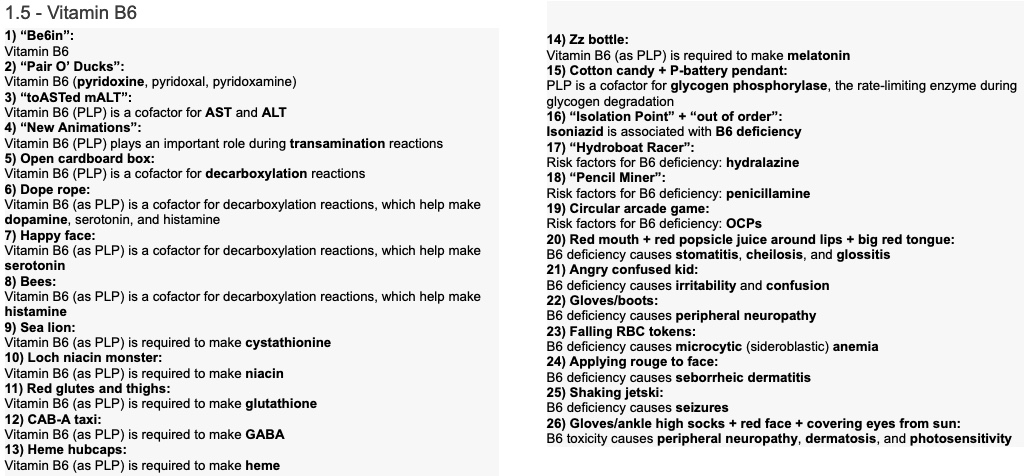 1.5 - Vitamin B6
1) “Be6in”:
Vitamin B6
2) “Pair O’ Ducks”:
Vitamin B6 (pyridoxine, pyridoxal, pyridoxamine)
3) “toASTed mALT”:
Vitamin B6 (PLP) is a cofactor for AST and ALT
4) “New Animations”:
Vitamin B6 (PLP) plays an important role during transamination reactions
5) Open cardboard box:
Vitamin B6 (PLP) is a cofactor for decarboxylation reactions
6) Dope rope:
Vitamin B6 (as PLP) is a cofactor for decarboxylation reactions, which help make
dopamine, serotonin, and histamine
7) Happy face:
Vitamin B6 (as PLP) is a cofactor for decarboxylation reactions, which help make
serotonin
8) Bees:
Vitamin B6 (as PLP) is a cofactor for decarboxylation reactions, which help make
histamine
9) Sea lion:
Vitamin B6 (as PLP) is required to make cystathionine
10) Loch niacin monster:
Vitamin B6 (as PLP) is required to make niacin
11) Red glutes and thighs:
Vitamin B6 (as PLP) is required to make glutathione
12) CAB-A taxi:
Vitamin B6 (as PLP) is required to make GABA
13) Heme hubcaps:
Vitamin B6 (as PLP) is required to make heme
14) Zz bottle:
Vitamin B6 (as PLP) is required to make melatonin
15) Cotton candy + P-battery pendant:
PLP is a cofactor for glycogen phosphorylase, the rate-limiting enzyme during
glycogen degradation
16) “Isolation Point” + “out of order”:
Isoniazid is associated with B6 deficiency
17) “Hydroboat Racer”:
Risk factors for B6 deficiency: hydralazine
18) “Pencil Miner”:
Risk factors for B6 deficiency: penicillamine
19) Circular arcade game:
Risk factors for B6 deficiency: OCPs
20) Red mouth + red popsicle juice around lips + big red tongue:
B6 deficiency causes stomatitis, cheilosis, and glossitis
21) Angry confused kid:
B6 deficiency causes irritability and confusion
22) Gloves/boots:
B6 deficiency causes peripheral neuropathy
23) Falling RBC tokens:
B6 deficiency causes microcytic (sideroblastic) anemia
24) Applying rouge to face:
B6 deficiency causes seborrheic dermatitis
25) Shaking jetski:
B6 deficiency causes seizures
26) Gloves/ankle high socks + red face + covering eyes from sun:
B6 toxicity causes peripheral neuropathy, dermatosis, and photosensitivity